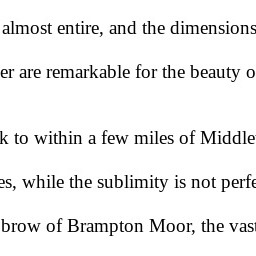 almost entire, and the dimensions
er are remarkable for the beauty o
k to within a few miles of Middle
es, while the sublimity is not perfe
brow of Brampton Moor, the vast